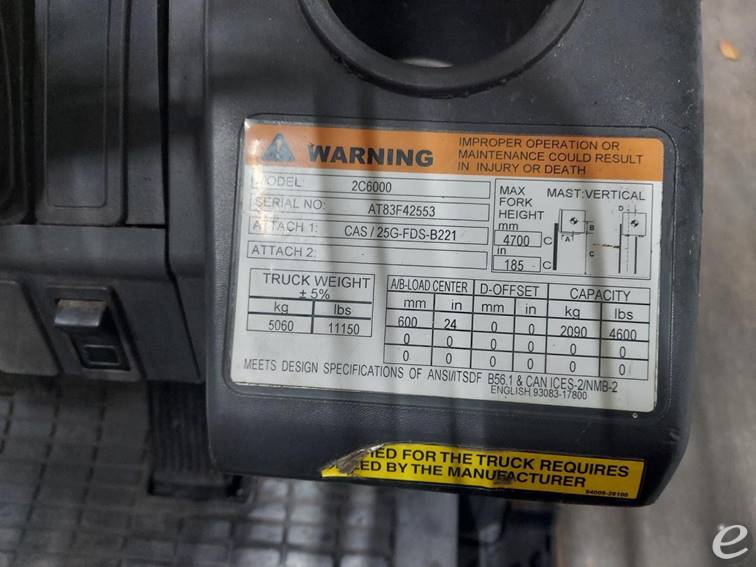 WARNING
IMPROPER OPERATION OR
MAINTENANCE COULD RESULT
IN INJURY OR DEATH
MODEL: 2C6000
SERIAL NO: AT83F42553
ATTACH 1: CAS / 25G-FDS-B221
ATTACH 2:
MAX FORK HEIGHT
mm
4700 C
in
185 C
MAST:VERTICAL
D
B
A
C
TRUCK WEIGHT
± 5%
kg lbs
5060 11150
A/B-LOAD CENTER D-OFFSET CAPACITY
mm in mm in kg lbs
600 24 0 0 2090 4600
0 0 0 0 0 0
0 0 0 0 0 0
MEETS DESIGN SPECIFICATIONS OF ANSI/ITSDF B56.1 & CAN ICES-2/NMB-2
ENGLISH 93083-17800
FIED FOR THE TRUCK REQUIRES
ED BY THE MANUFACTURER
94009-28100
e